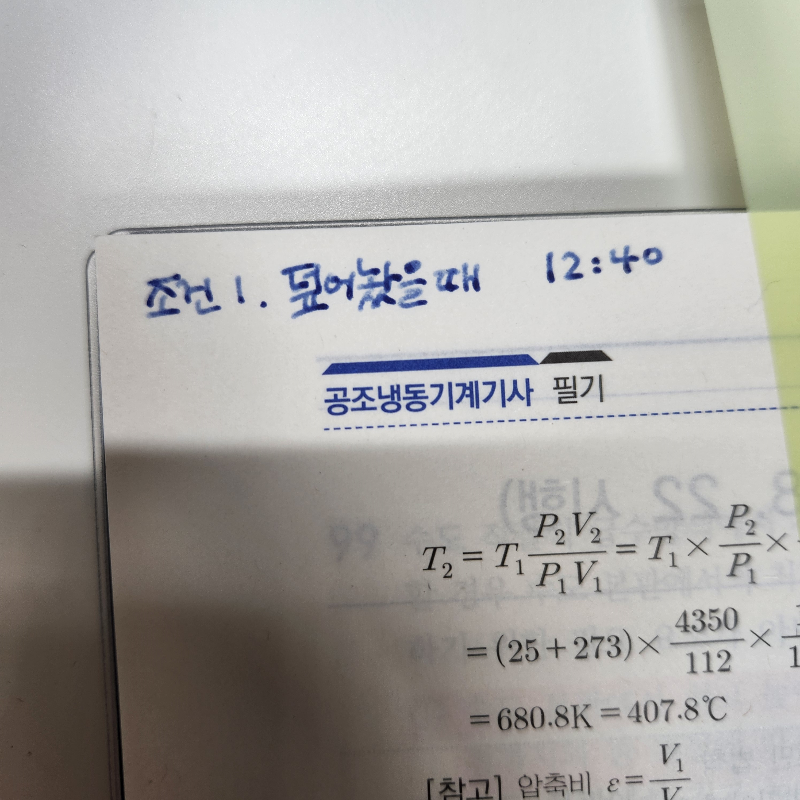 조건 1. 덮어놨을때 12:40
공조냉동기계기사 필기
T₂ = T₁ P₂V₂/P₁V₁ = T₁ × P₂/P₁ ×
= (25+273) × 4350/112 ×
= 680.8K = 407.8℃
[참고] 압축비 ε = V₁/V